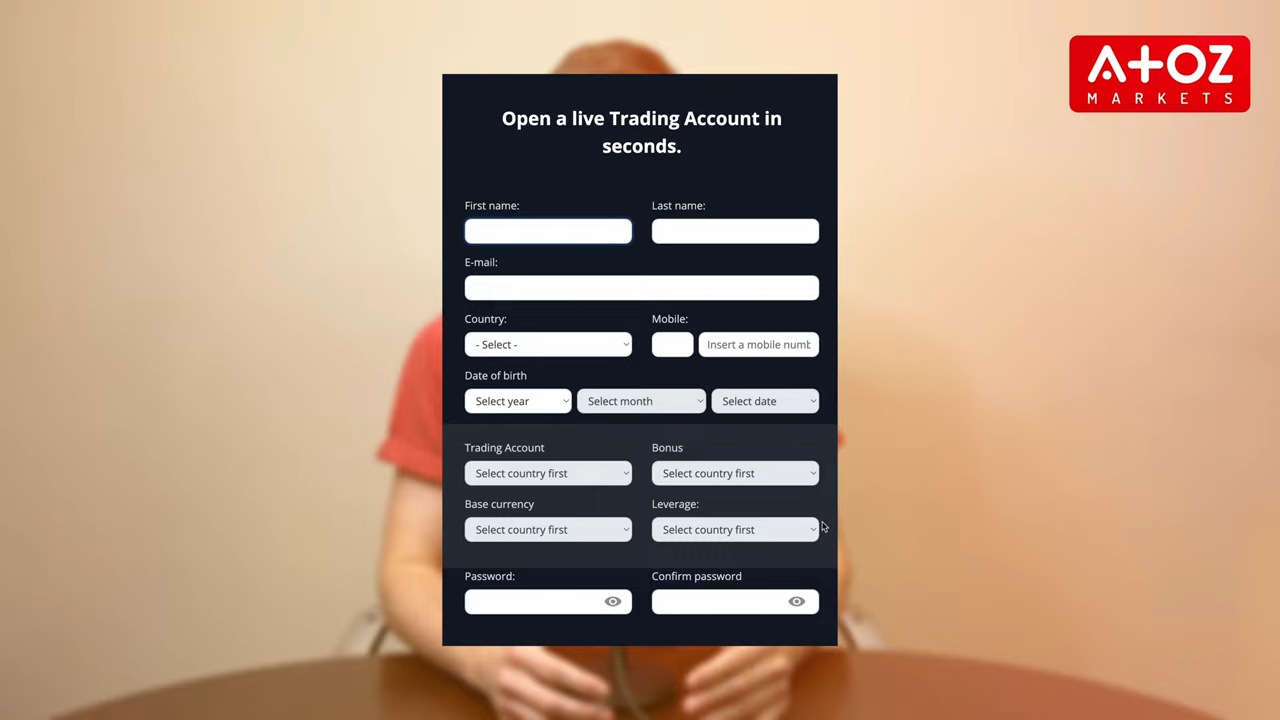 A+OZ
MARKETS
Open a live Trading Account in
seconds.
First name:
Last name:
E-mail:
Country:
Mobile:
- Select -
Insert a mobile numb
Date of birth
Select year
Select month
Select date
Trading Account
Bonus
Select country first
Select country first
Base currency
Leverage:
Select country first
Select country first
Password:
Confirm password